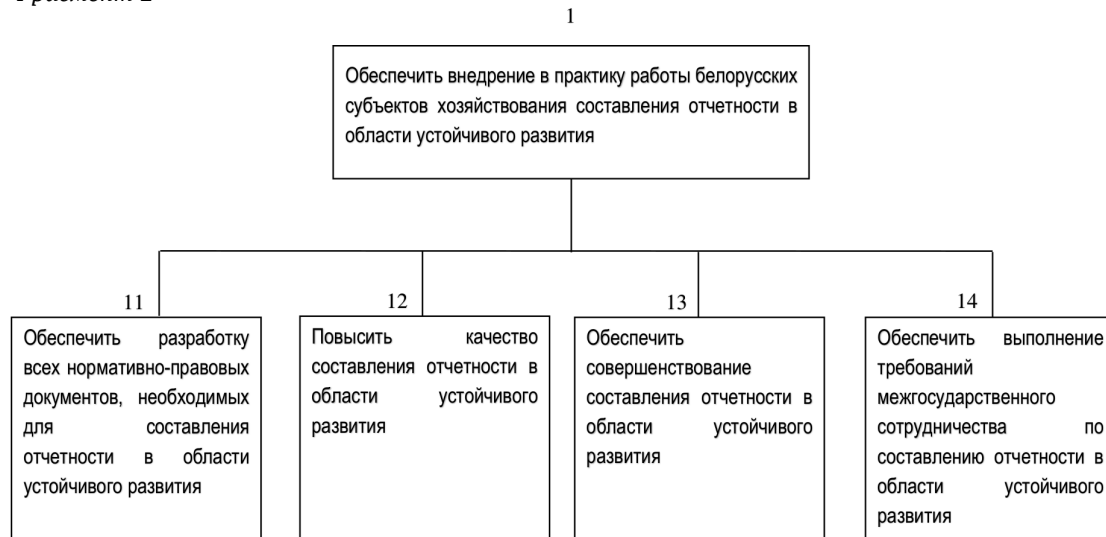 1
Обеспечить внедрение в практику работы белорусских
субъектов хозяйствования составления отчетности в
области устойчивого развития
11
Обеспечить разработку
всех нормативно-правовых
документов, необходимых
для составления
отчетности в области
устойчивого развития
12
Повысить качество
составления отчетности в
области устойчивого
развития
13
Обеспечить
совершенствование
составления отчетности в
области устойчивого
развития
14
Обеспечить выполнение
требований
межгосударственного
сотрудничества по
составлению отчетности в
области устойчивого
развития